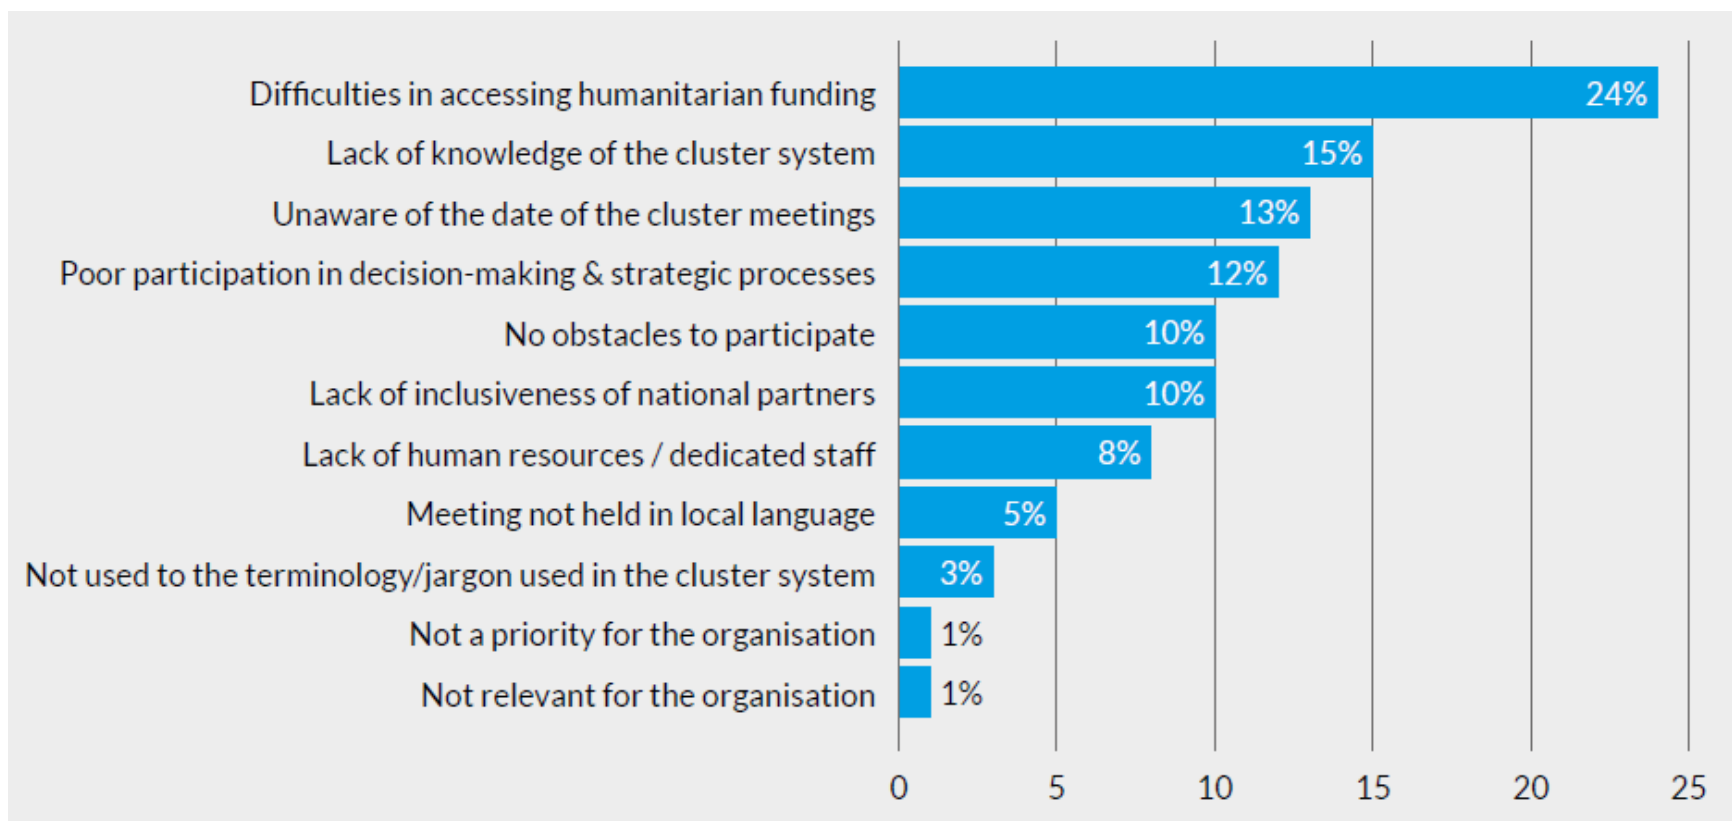 Difficulties in accessing humanitarian funding 24%
Lack of knowledge of the cluster system 15%
Unaware of the date of the cluster meetings 13%
Poor participation in decision-making & strategic processes 12%
No obstacles to participate 10%
Lack of inclusiveness of national partners 10%
Lack of human resources / dedicated staff 8%
Meeting not held in local language 5%
Not used to the terminology/jargon used in the cluster system 3%
Not a priority for the organisation 1%
Not relevant for the organisation 1%
0 5 10 15 20 25